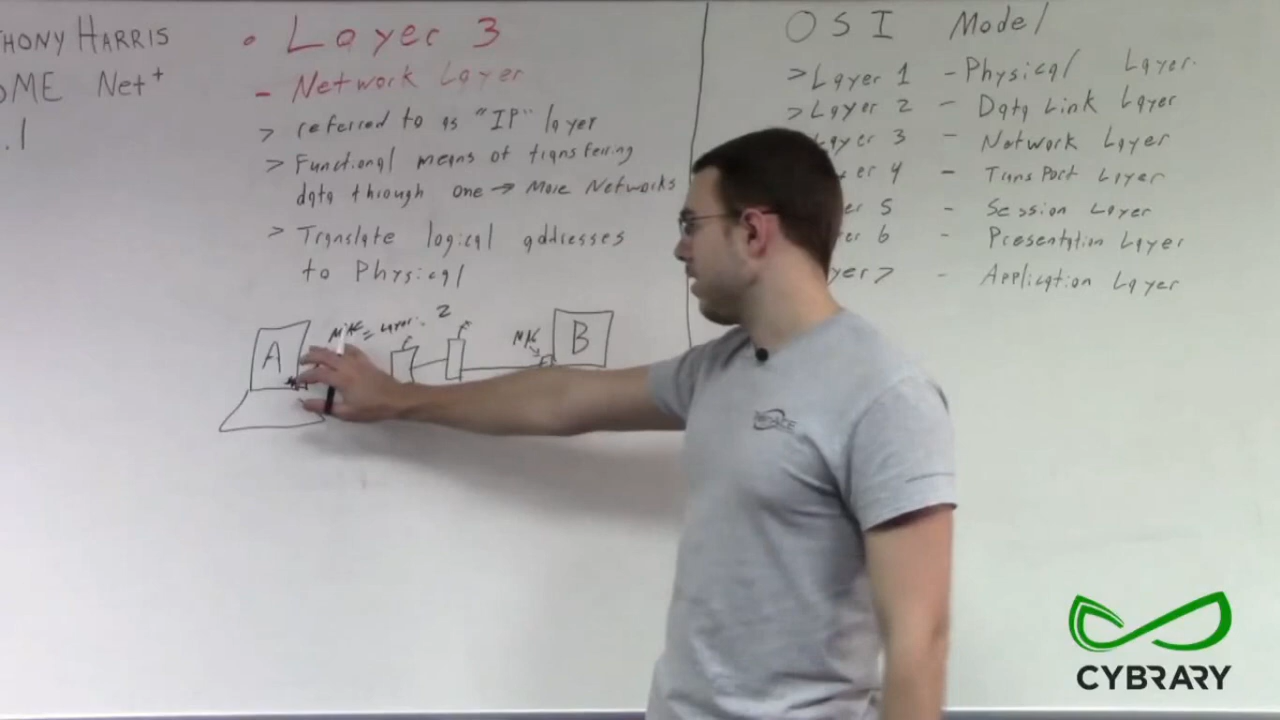 THONY HARRIS
OME Net+
.1
• Layer 3
- Network Layer
> referred to as "IP" layer
> Functional means of transferring
data through one → More Networks
> Translate logical addresses
to Physical
MAC = Layer 2
A
MAC
B
OSI Model
> Layer 1 - Physical Layer
> Layer 2 - Data Link Layer
Layer 3 - Network Layer
er 4 - Transport Layer
er 5 - Session Layer
er 6 - Presentation Layer
yer 7 - Application Layer
CYBRARY